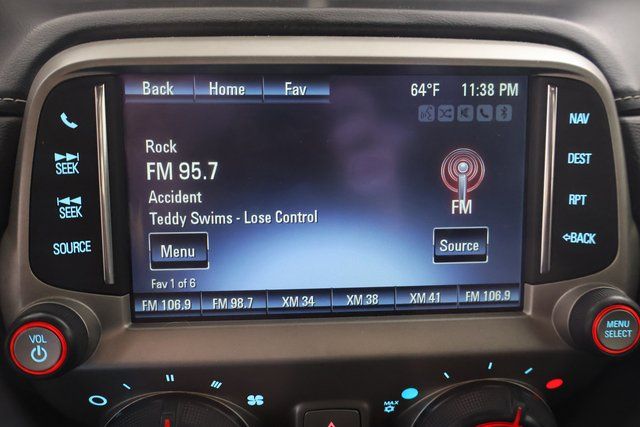 Back Home Fav 64°F 11:38 PM
Rock
FM 95.7
Accident
Teddy Swims - Lose Control
FM
Menu
Source
Fav 1 of 6
FM 106.9 FM 98.7 XM 34 XM 38 XM 41 FM 106.9
SEEK
SEEK
SOURCE
NAV
DEST
RPT
BACK
VOL
MENU
SELECT
MAX